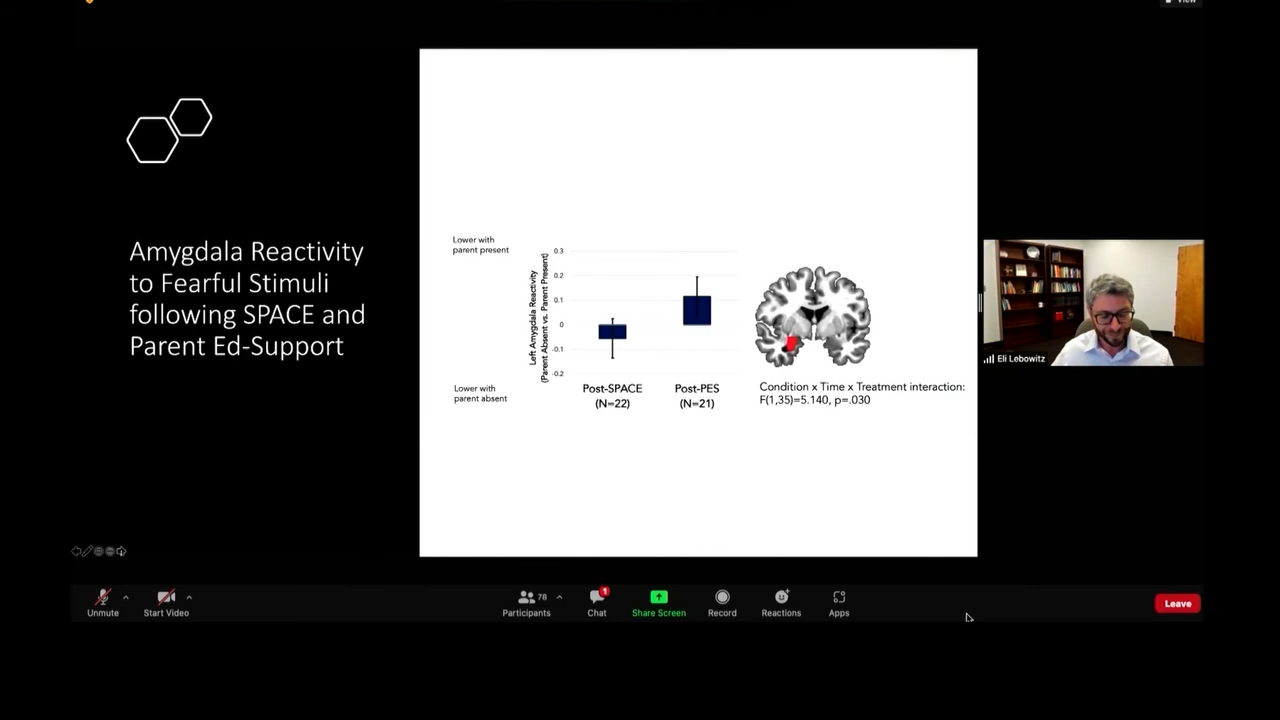 View
Amygdala Reactivity
to Fearful Stimuli
following SPACE and
Parent Ed-Support
Lower with
parent present
Left Amygdala Reactivity
(Parent Absent vs. Parent Present)
0.3
0.2
0.1
0
-0.1
-0.2
Lower with
parent absent
Post-SPACE
(N=22)
Post-PES
(N=21)
Condition x Time x Treatment interaction:
F(1,35)=5.140, p=.030
Eli Lebowitz
Unmute
Start Video
78
Participants
1
Chat
Share Screen
Record
Reactions
Apps
Leave